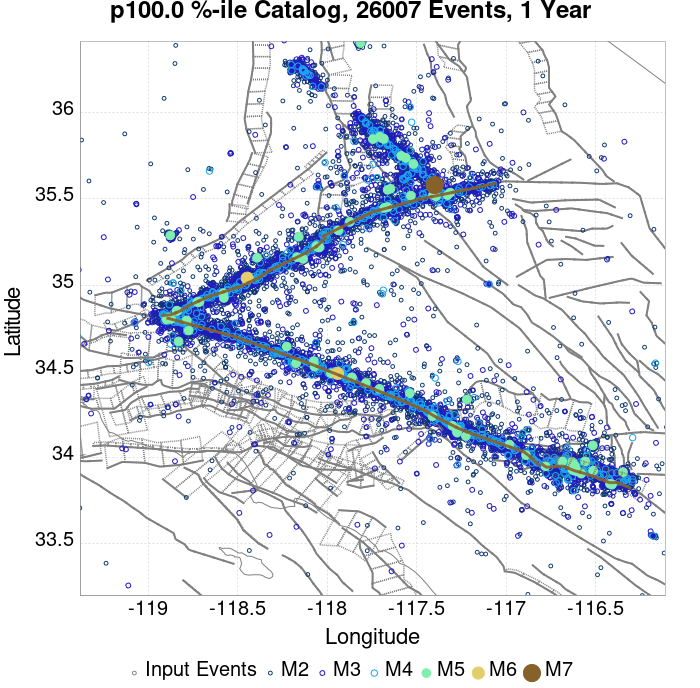 p100.0 %-ile Catalog, 26007 Events, 1 Year
36
35.5
35
34.5
34
33.5
Latitude
-119 -118.5 -118 -117.5 -117 -116.5
Longitude
Input Events M2 M3 M4 M5 M6 M7